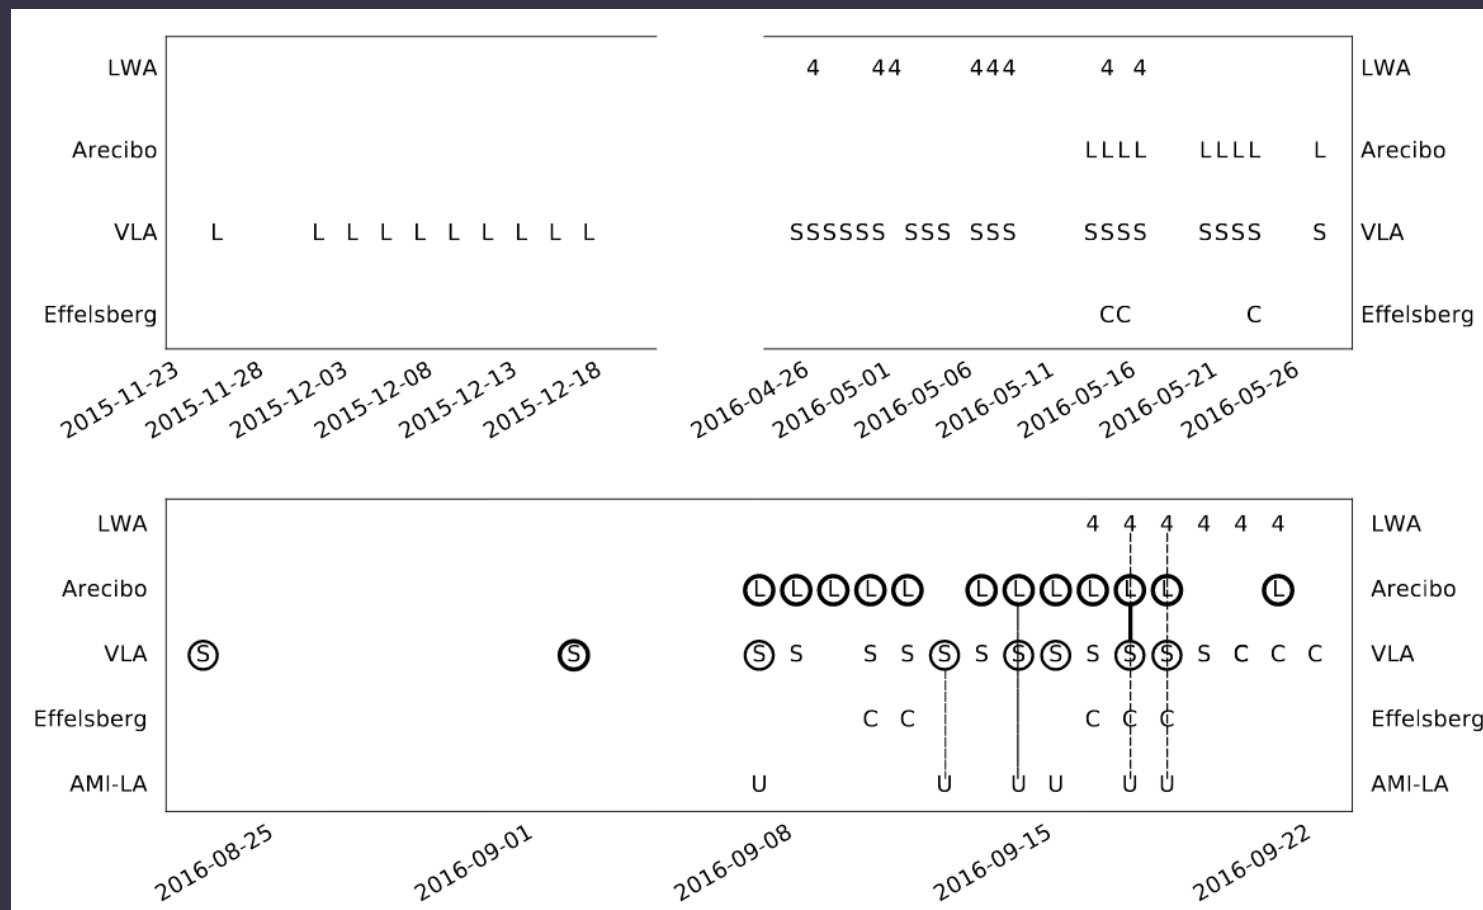 LWA 4 44 444 4 4 LWA
Arecibo LLLL LLLL L Arecibo
VLA L L L L L L L L L L SSSSSS SSS SSS SSSS SSSS S VLA
Effelsberg CC C Effelsberg
2015-11-23 2015-11-28 2015-12-03 2015-12-08 2015-12-13 2015-12-18 2016-04-26 2016-05-01 2016-05-06 2016-05-11 2016-05-16 2016-05-21 2016-05-26
LWA 4 4 4 4 4 4 LWA
Arecibo L L L L L L L L L L L L Arecibo
VLA S S S S S S S S S S S S S S C C C VLA
Effelsberg C C C C C Effelsberg
AMI-LA U U U U U U AMI-LA
2016-08-25 2016-09-01 2016-09-08 2016-09-15 2016-09-22